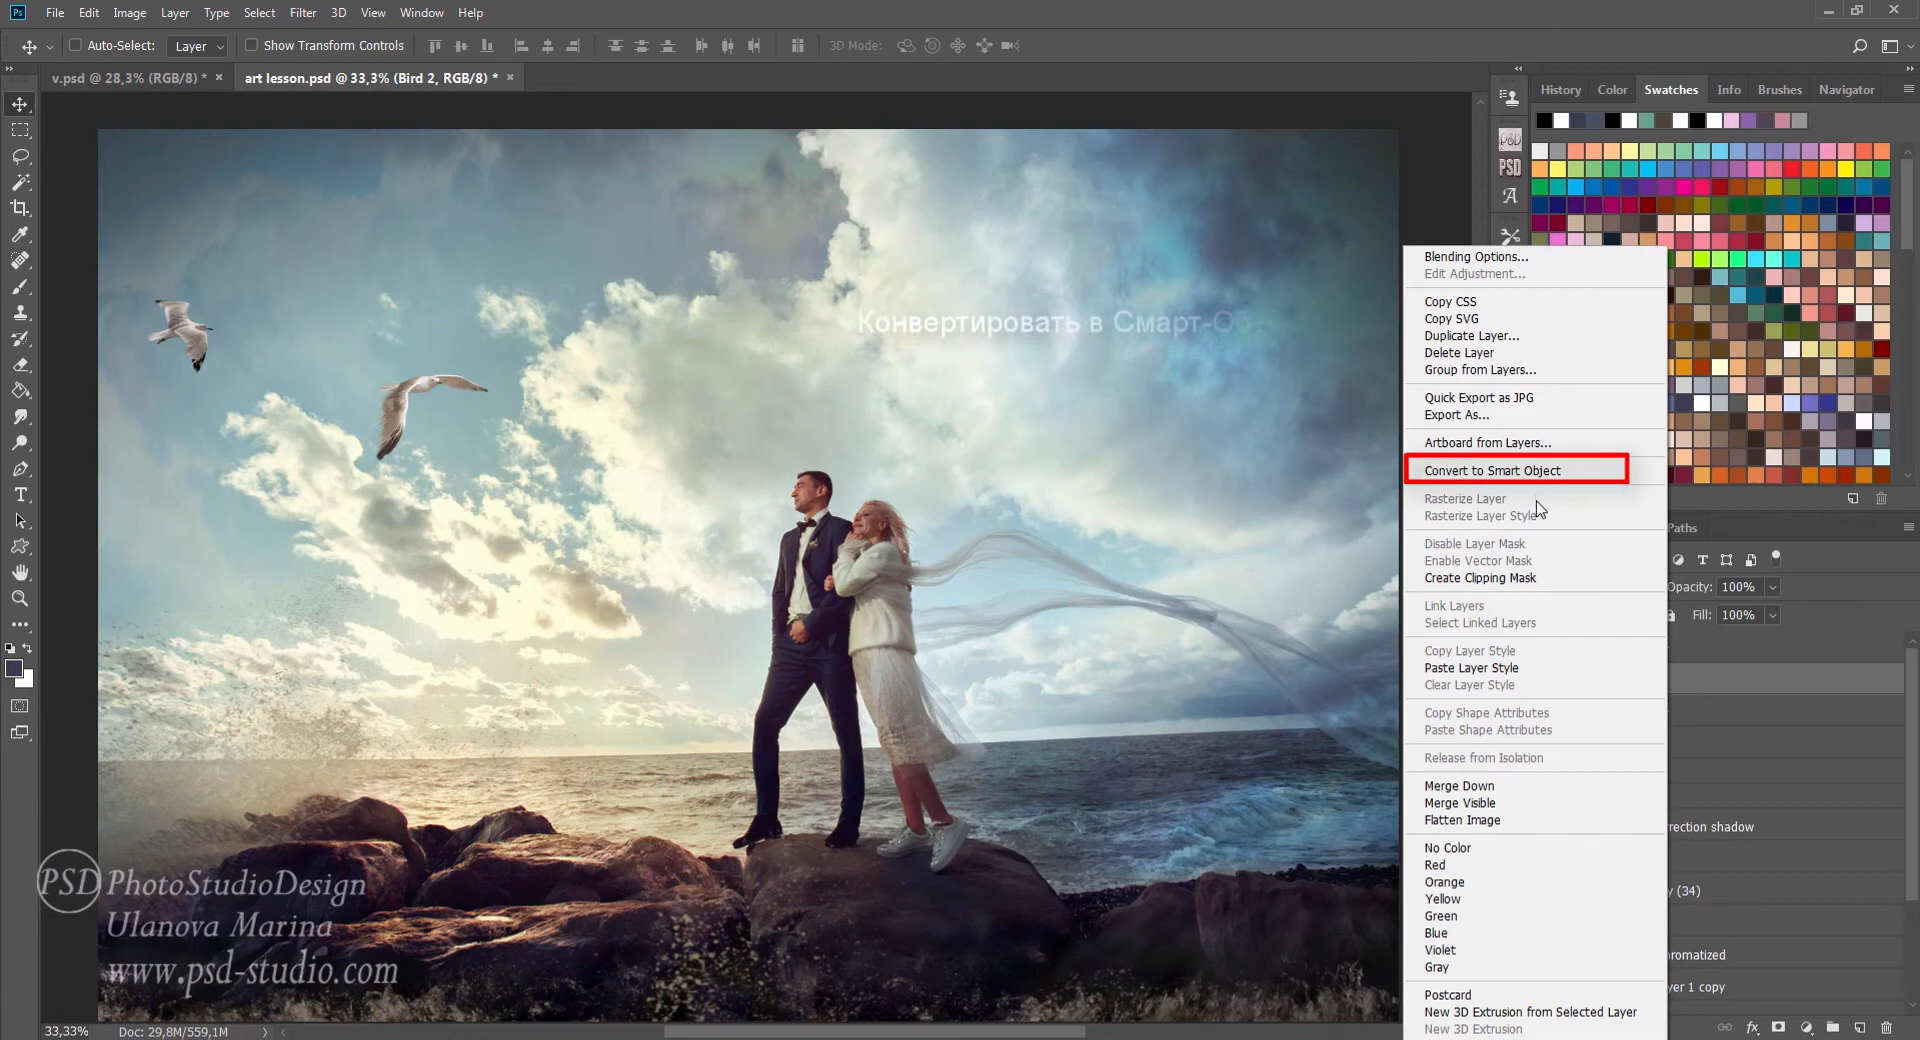 Ps File Edit Image Layer Type Select Filter 3D View Window Help
Auto-Select: Layer Show Transform Controls 3D Mode:
v.psd @ 28,3% (RGB/8) * × art lesson.psd @ 33,3% (Bird 2, RGB/8) * ×
History Color Swatches Info Brushes Navigator
PSD
PSD
A
Blending Options...
Edit Adjustment...
Copy CSS
Copy SVG
Конвертировать в Смарт-Об
Duplicate Layer...
Delete Layer
Group from Layers...
Quick Export as JPG
Export As...
Artboard from Layers...
Convert to Smart Object
Rasterize Layer
Rasterize Layer Style
Paths
Disable Layer Mask
Enable Vector Mask
Create Clipping Mask
Opacity: 100%
Link Layers
Fill: 100%
Select Linked Layers
Copy Layer Style
Paste Layer Style
Clear Layer Style
Copy Shape Attributes
Paste Shape Attributes
Release from Isolation
Merge Down
Merge Visible
Flatten Image
rection shadow
No Color
Red
Orange
Yellow
Green
Blue
Violet
Gray
y (34)
hromatized
yer 1 copy
Postcard
New 3D Extrusion from Selected Layer
New 3D Extrusion
PSD PhotoStudioDesign
Ulanova Marina
www.psd-studio.com
33,33% Doc: 29,8M/559,1M